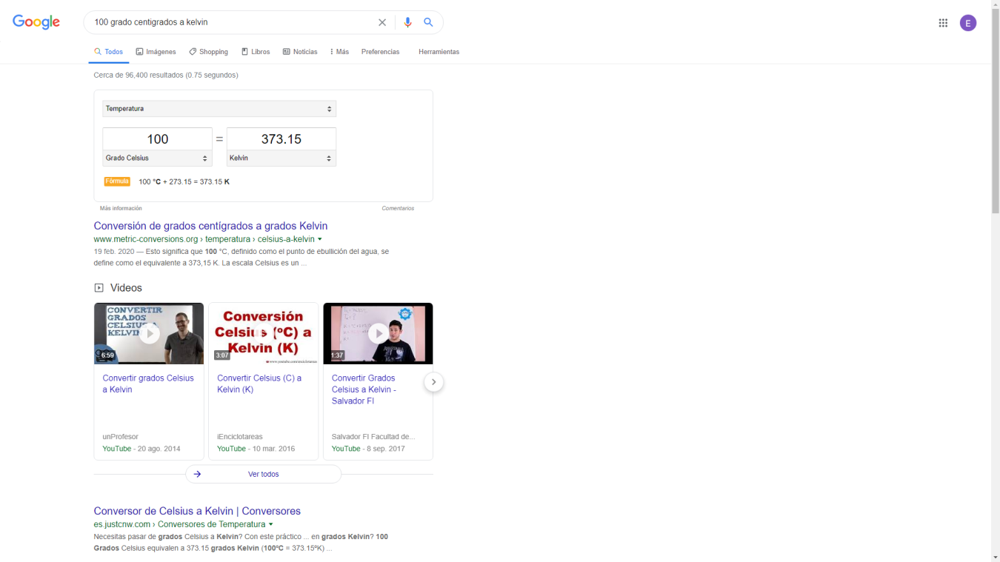 Google
100 grado centigrados a kelvin
E
Todos
Imágenes
Shopping
Libros
Noticias
Más
Preferencias
Herramientas
Cerca de 96,400 resultados (0.75 segundos)
Temperatura
100 = 373.15
Grado Celsius
Kelvin
Fórmula 100 °C + 273.15 = 373.15 K
Más información
Comentarios
Conversión de grados centígrados a grados Kelvin
www.metric-conversions.org › temperatura › celsius-a-kelvin
19 feb. 2020 — Esto significa que 100 °C, definido como el punto de ebullición del agua, se
define como el equivalente a 373,15 K. La escala Celsius es un ...
Videos
CONVERTIR
GRADOS
CELSIUS A
KELVIN
6:59
Convertir grados Celsius
a Kelvin
unProfesor
YouTube - 20 ago. 2014
Conversión
Celsius (ºC) a
Kelvin (K)
3:07
www.youtube.com/enciclotareas
Convertir Celsius (C) a
Kelvin (K)
iEnciclotareas
YouTube - 10 mar. 2016
1:37
Convertir Grados
Celsius a Kelvin -
Salvador FI
Salvador FI Facultad de...
YouTube - 8 sep. 2017
Ver todos
Conversor de Celsius a Kelvin | Conversores
es.justcnw.com › Conversores de Temperatura
Necesitas pasar de grados Celsius a Kelvin? Con este práctico ... en grados Kelvin? 100
Grados Celsius equivalen a 373.15 grados Kelvin (100ºC = 373.15ºK) ...